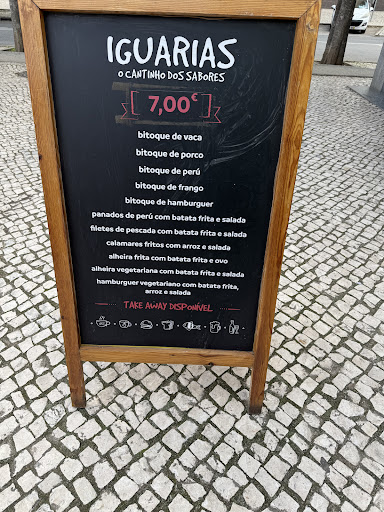 IGUARIAS
O CANTINHO DOS SABORES
7,00€
bitoque de vaca
bitoque de porco
bitoque de perú
bitoque de frango
bitoque de hamburguer
panados de perú com batata frita e salada
filetes de pescada com batata frita e salada
calamares fritos com arroz e salada
alheira frita com batata frita e ovo
alheira vegetariana com batata frita e salada
hamburguer vegetariano com batata frita,
arroz e salada
TAKE AWAY DISPONÍVEL